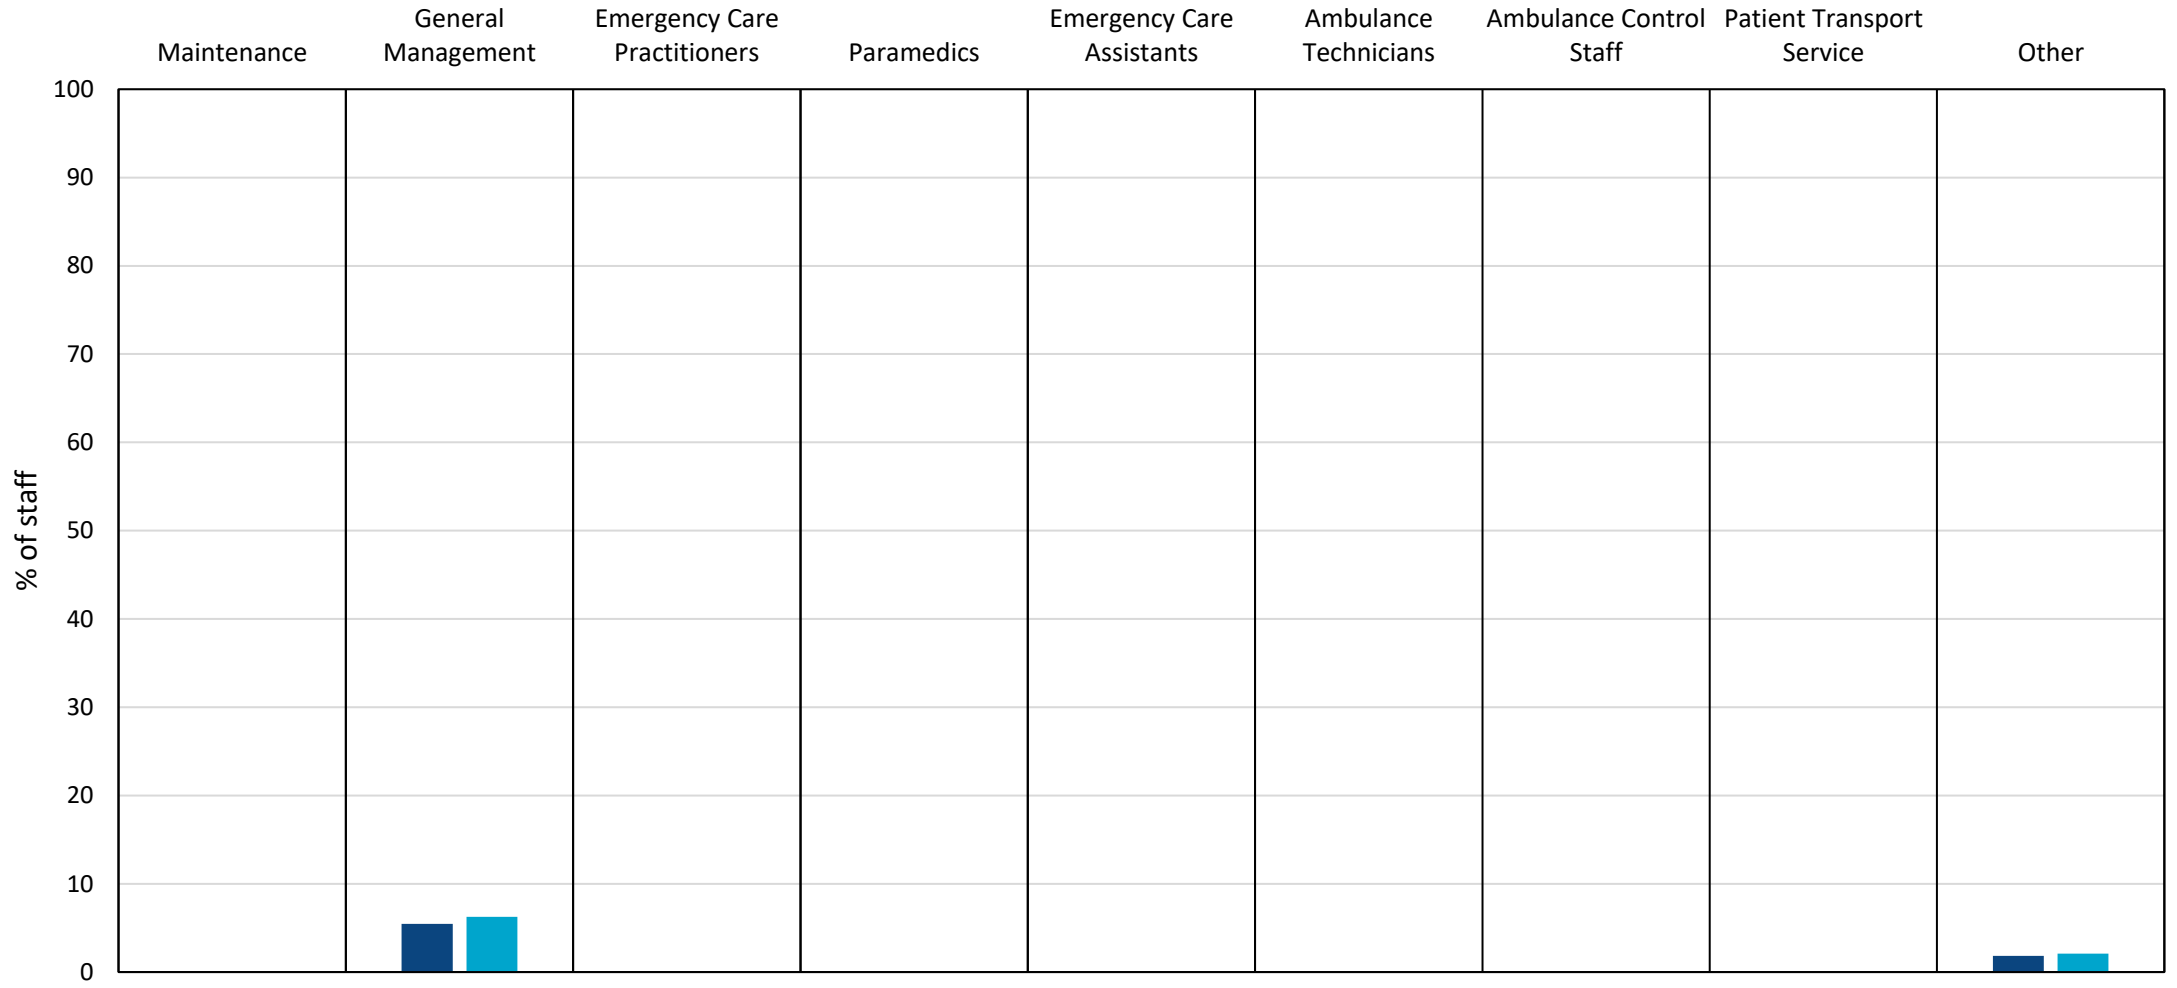 Maintenance
General
Management
Emergency Care
Practitioners
Paramedics
Emergency Care
Assistants
Ambulance
Technicians
Ambulance Control
Staff
Patient Transport
Service
Other
% of staff
100
90
80
70
60
50
40
30
20
10
0